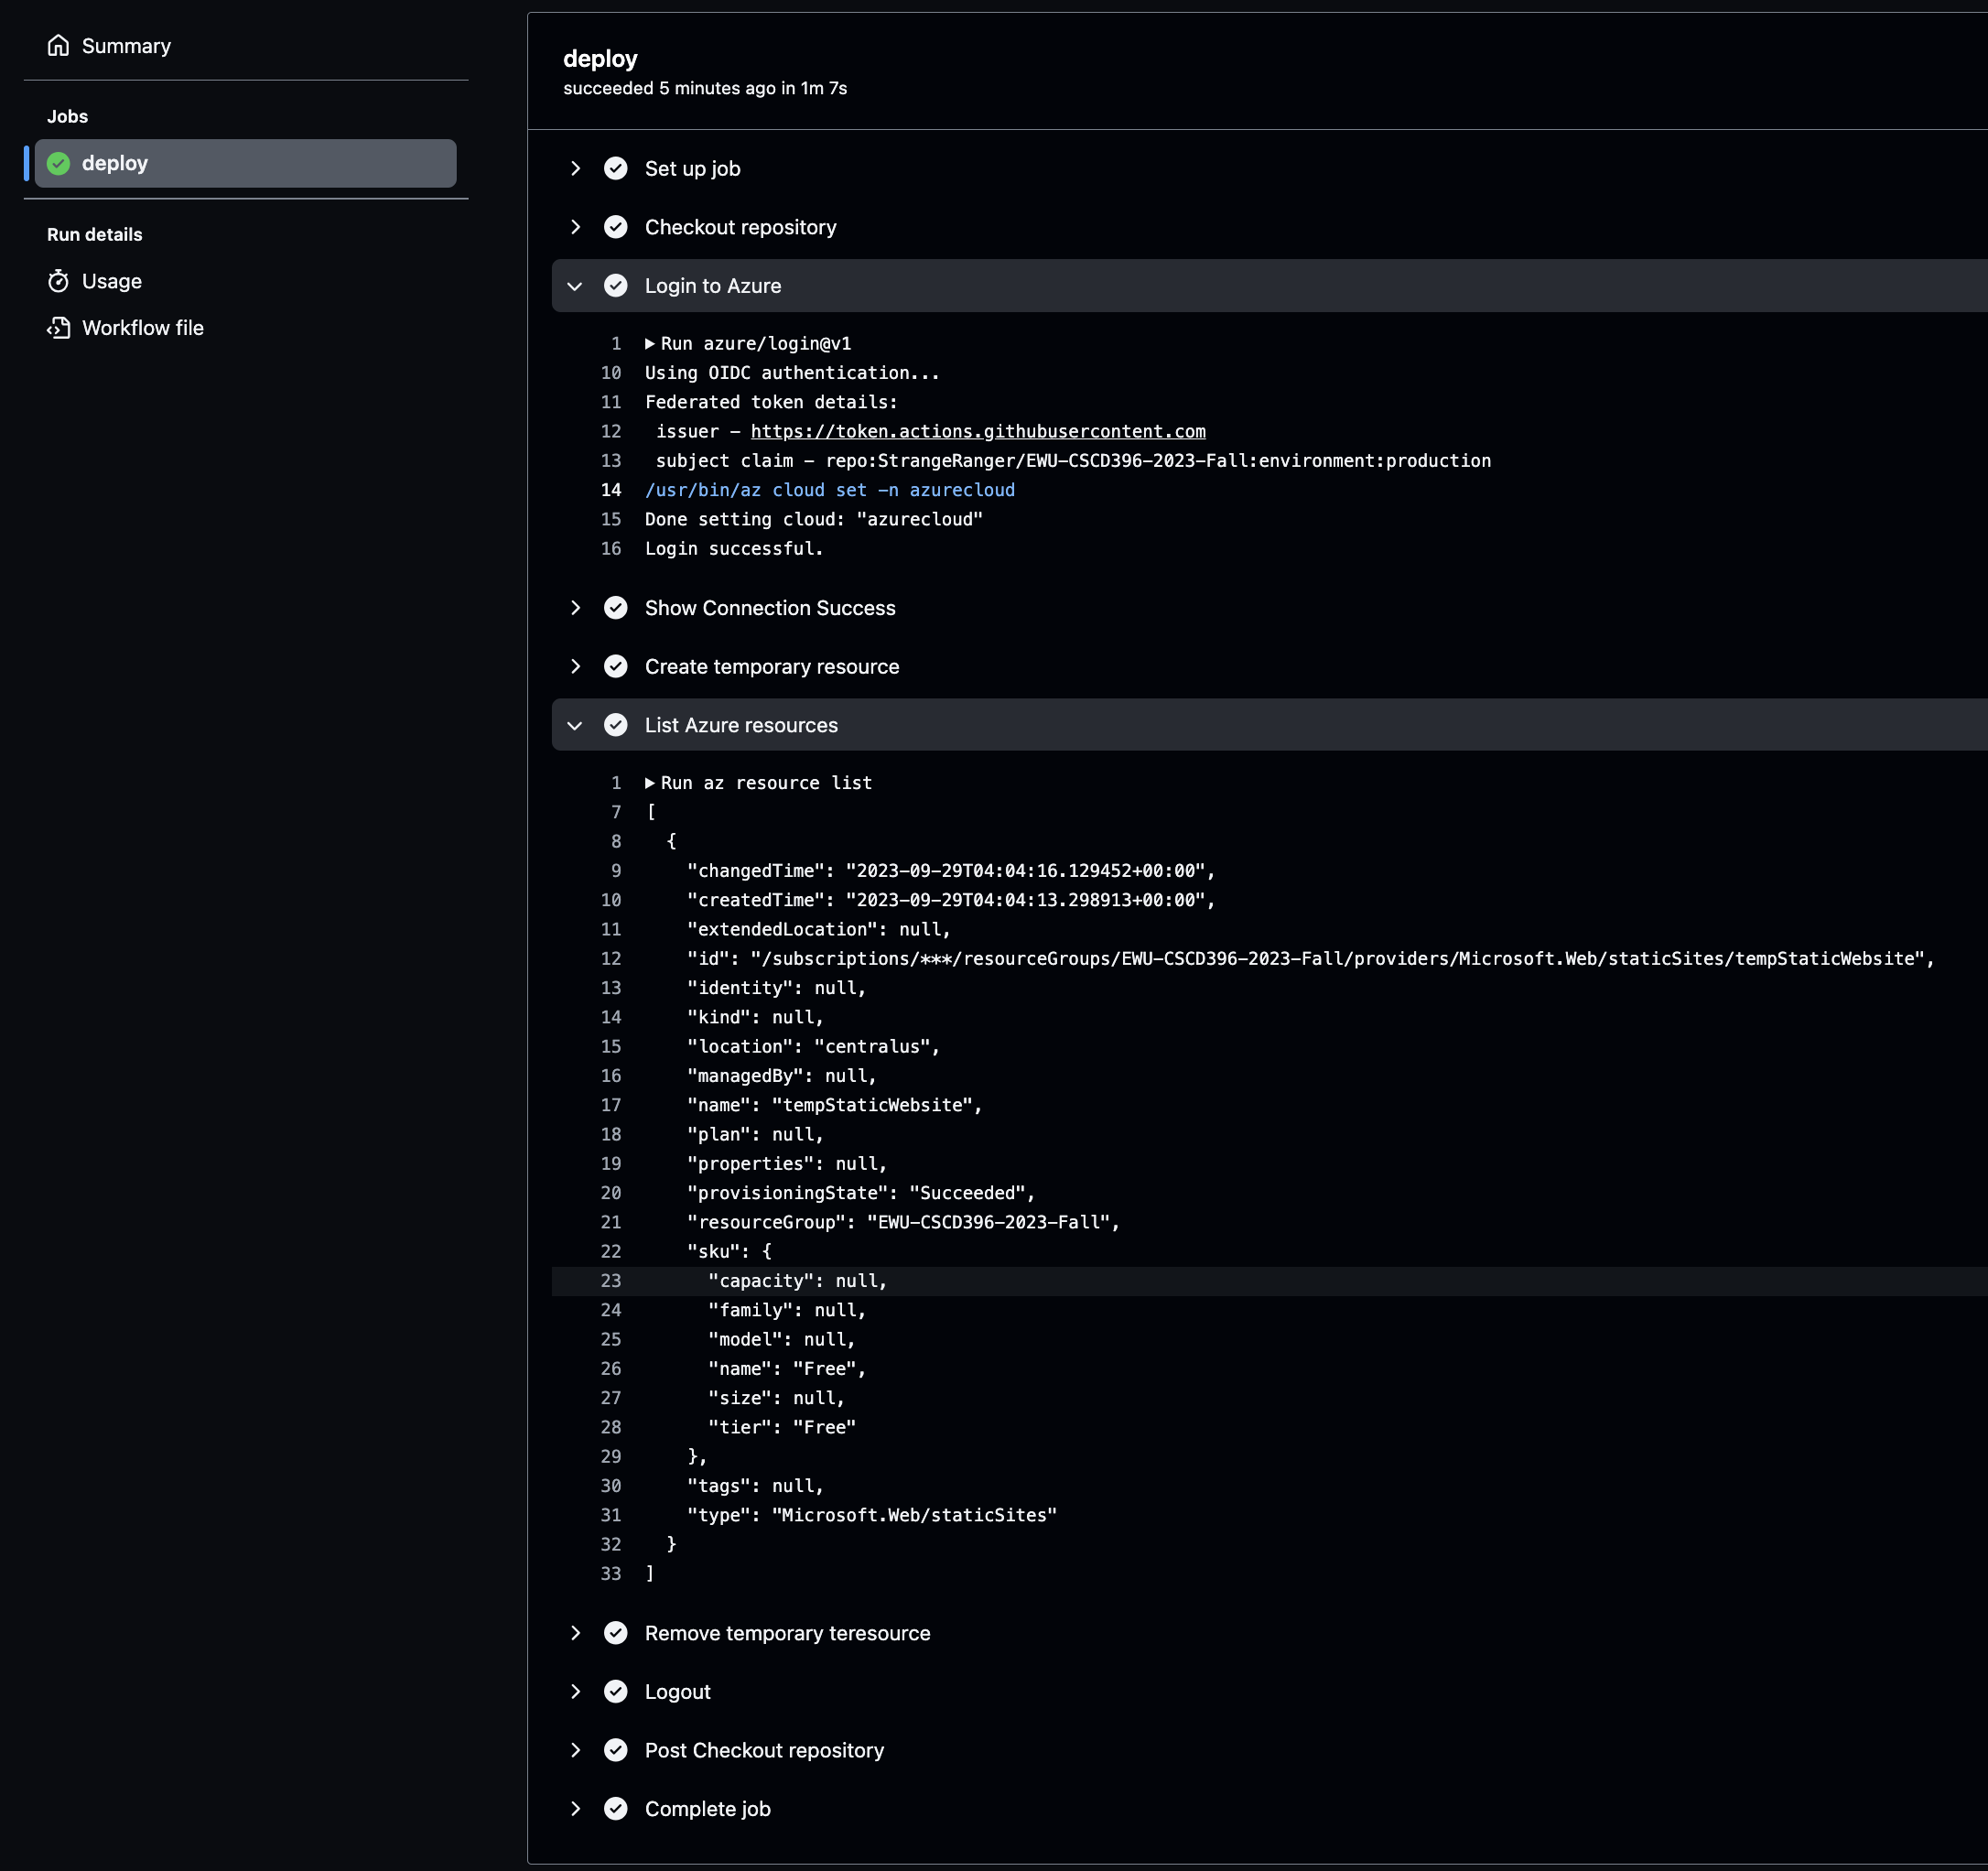 Summary
Jobs
deploy
Run details
Usage
Workflow file
deploy
succeeded 5 minutes ago in 1m 7s
Set up job
Checkout repository
Login to Azure
1 Run azure/login@v1
10 Using OIDC authentication...
11 Federated token details:
12 issuer - https://token.actions.githubusercontent.com
13 subject claim - repo:StrangeRanger/EWU-CSCD396-2023-Fall:environment:production
14 /usr/bin/az cloud set -n azurecloud
15 Done setting cloud: "azurecloud"
16 Login successful.
Show Connection Success
Create temporary resource
List Azure resources
1 Run az resource list
7 [
8 {
9 "changedTime": "2023-09-29T04:04:16.129452+00:00",
10 "createdTime": "2023-09-29T04:04:13.298913+00:00",
11 "extendedLocation": null,
12 "id": "/subscriptions/***/resourceGroups/EWU-CSCD396-2023-Fall/providers/Microsoft.Web/staticSites/tempStaticWebsite",
13 "identity": null,
14 "kind": null,
15 "location": "centralus",
16 "managedBy": null,
17 "name": "tempStaticWebsite",
18 "plan": null,
19 "properties": null,
20 "provisioningState": "Succeeded",
21 "resourceGroup": "EWU-CSCD396-2023-Fall",
22 "sku": {
23 "capacity": null,
24 "family": null,
25 "model": null,
26 "name": "Free",
27 "size": null,
28 "tier": "Free"
29 },
30 "tags": null,
31 "type": "Microsoft.Web/staticSites"
32 }
33 ]
Remove temporary teresource
Logout
Post Checkout repository
Complete job